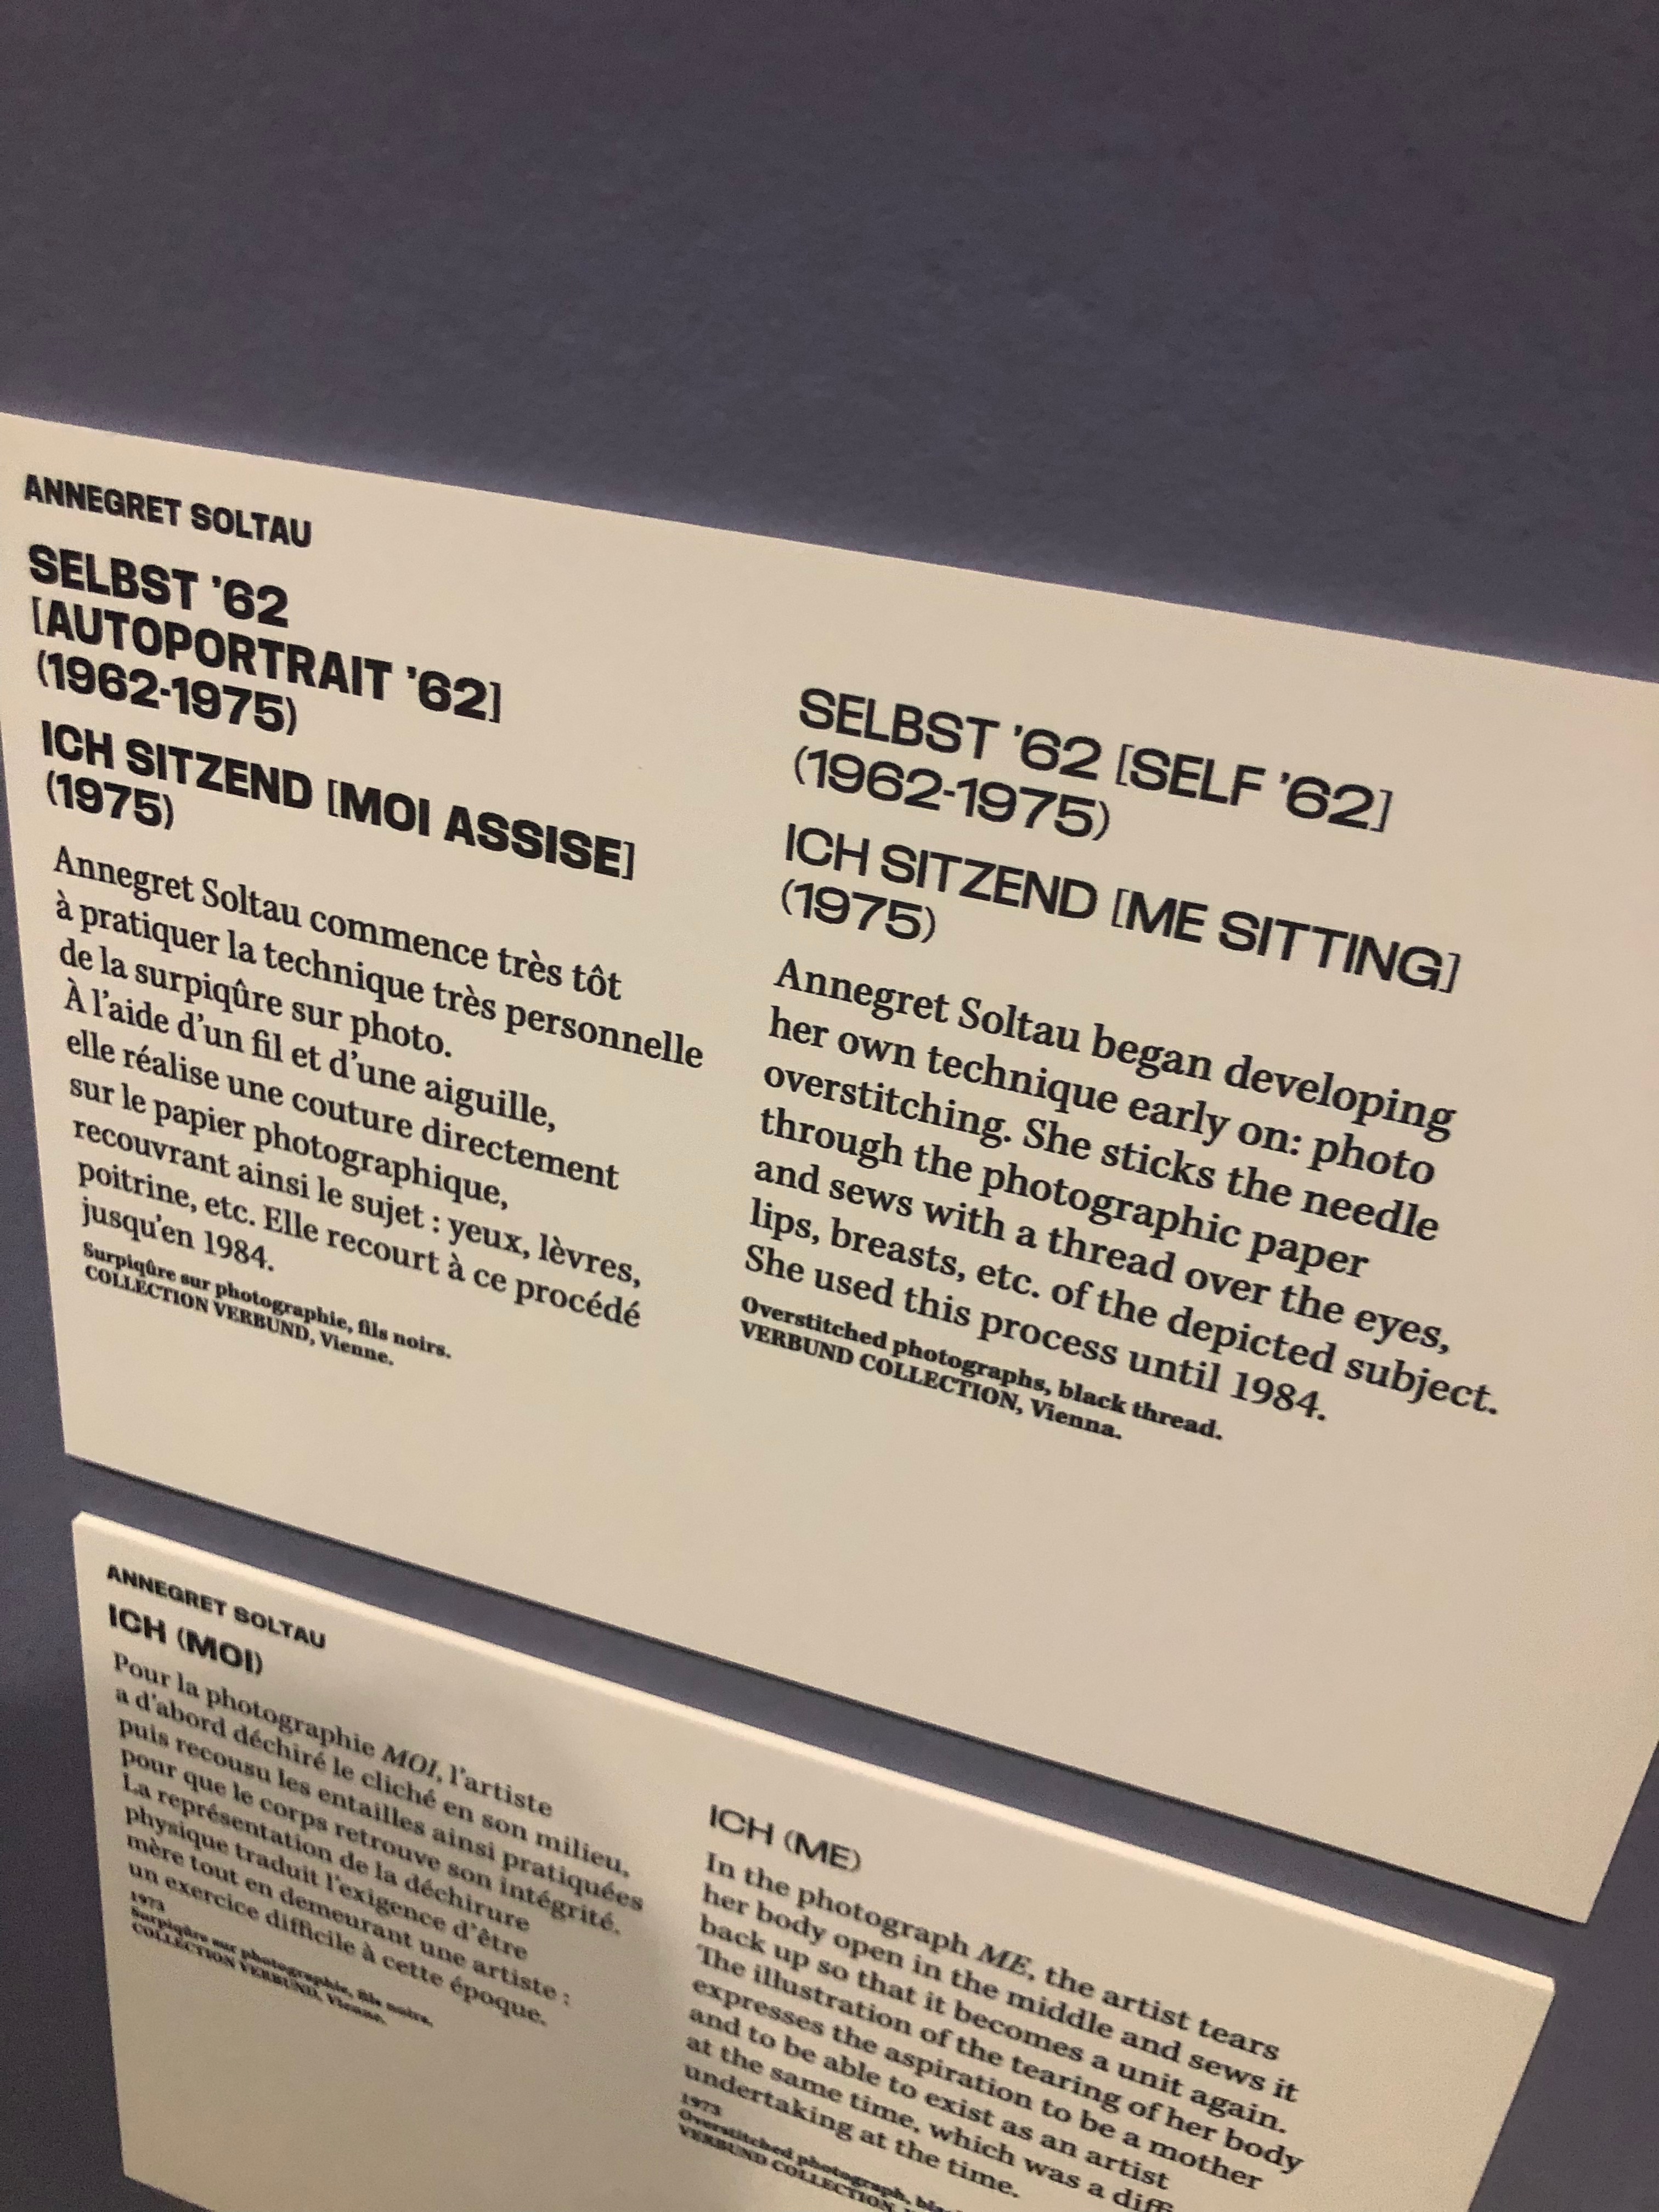 ANNEGRET SOLTAU
SELBST ’62
[AUTOPORTRAIT ’62]
(1962-1975)
ICH SITZEND [MOI ASSISE]
(1975)
Annegret Soltau commence très tôt
à pratiquer la technique très personnelle
de la surpiqûre sur photo.
À l’aide d’un fil et d’une aiguille,
elle réalise une couture directement
sur le papier photographique,
recouvrant ainsi le sujet : yeux, lèvres,
poitrine, etc. Elle recourt à ce procédé
jusqu’en 1984.
Surpiqûre sur photographie, fils noirs.
COLLECTION VERBUND, Vienne.
SELBST ’62 [SELF ’62]
(1962-1975)
ICH SITZEND [ME SITTING]
(1975)
Annegret Soltau began developing
her own technique early on: photo
overstitching. She sticks the needle
through the photographic paper
and sews with a thread over the eyes,
lips, breasts, etc. of the depicted subject.
She used this process until 1984.
Overstitched photographs, black thread.
VERBUND COLLECTION, Vienna.
ANNEGRET SOLTAU
ICH (MOI)
Pour la photographie MOI, l’artiste
a d’abord déchiré le cliché en son milieu,
puis recousu les entailles ainsi pratiquées
pour que le corps retrouve son intégrité.
La représentation de la déchirure
physique traduit l’exigence d’être
mère tout en demeurant une artiste :
un exercice difficile à cette époque.
1975
Surpiqûre sur photographie, fils noirs.
COLLECTION VERBUND, Vienne.
ICH (ME)
In the photograph ME, the artist tears
her body open in the middle and sews it
back up so that it becomes a unit again.
The illustration of the tearing of her body
expresses the aspiration to be a mother
and to be able to exist as an artist
at the same time, which was a
undertaking at the time.
1975
Overstitched photograph,
VERBUND COLLECTION,